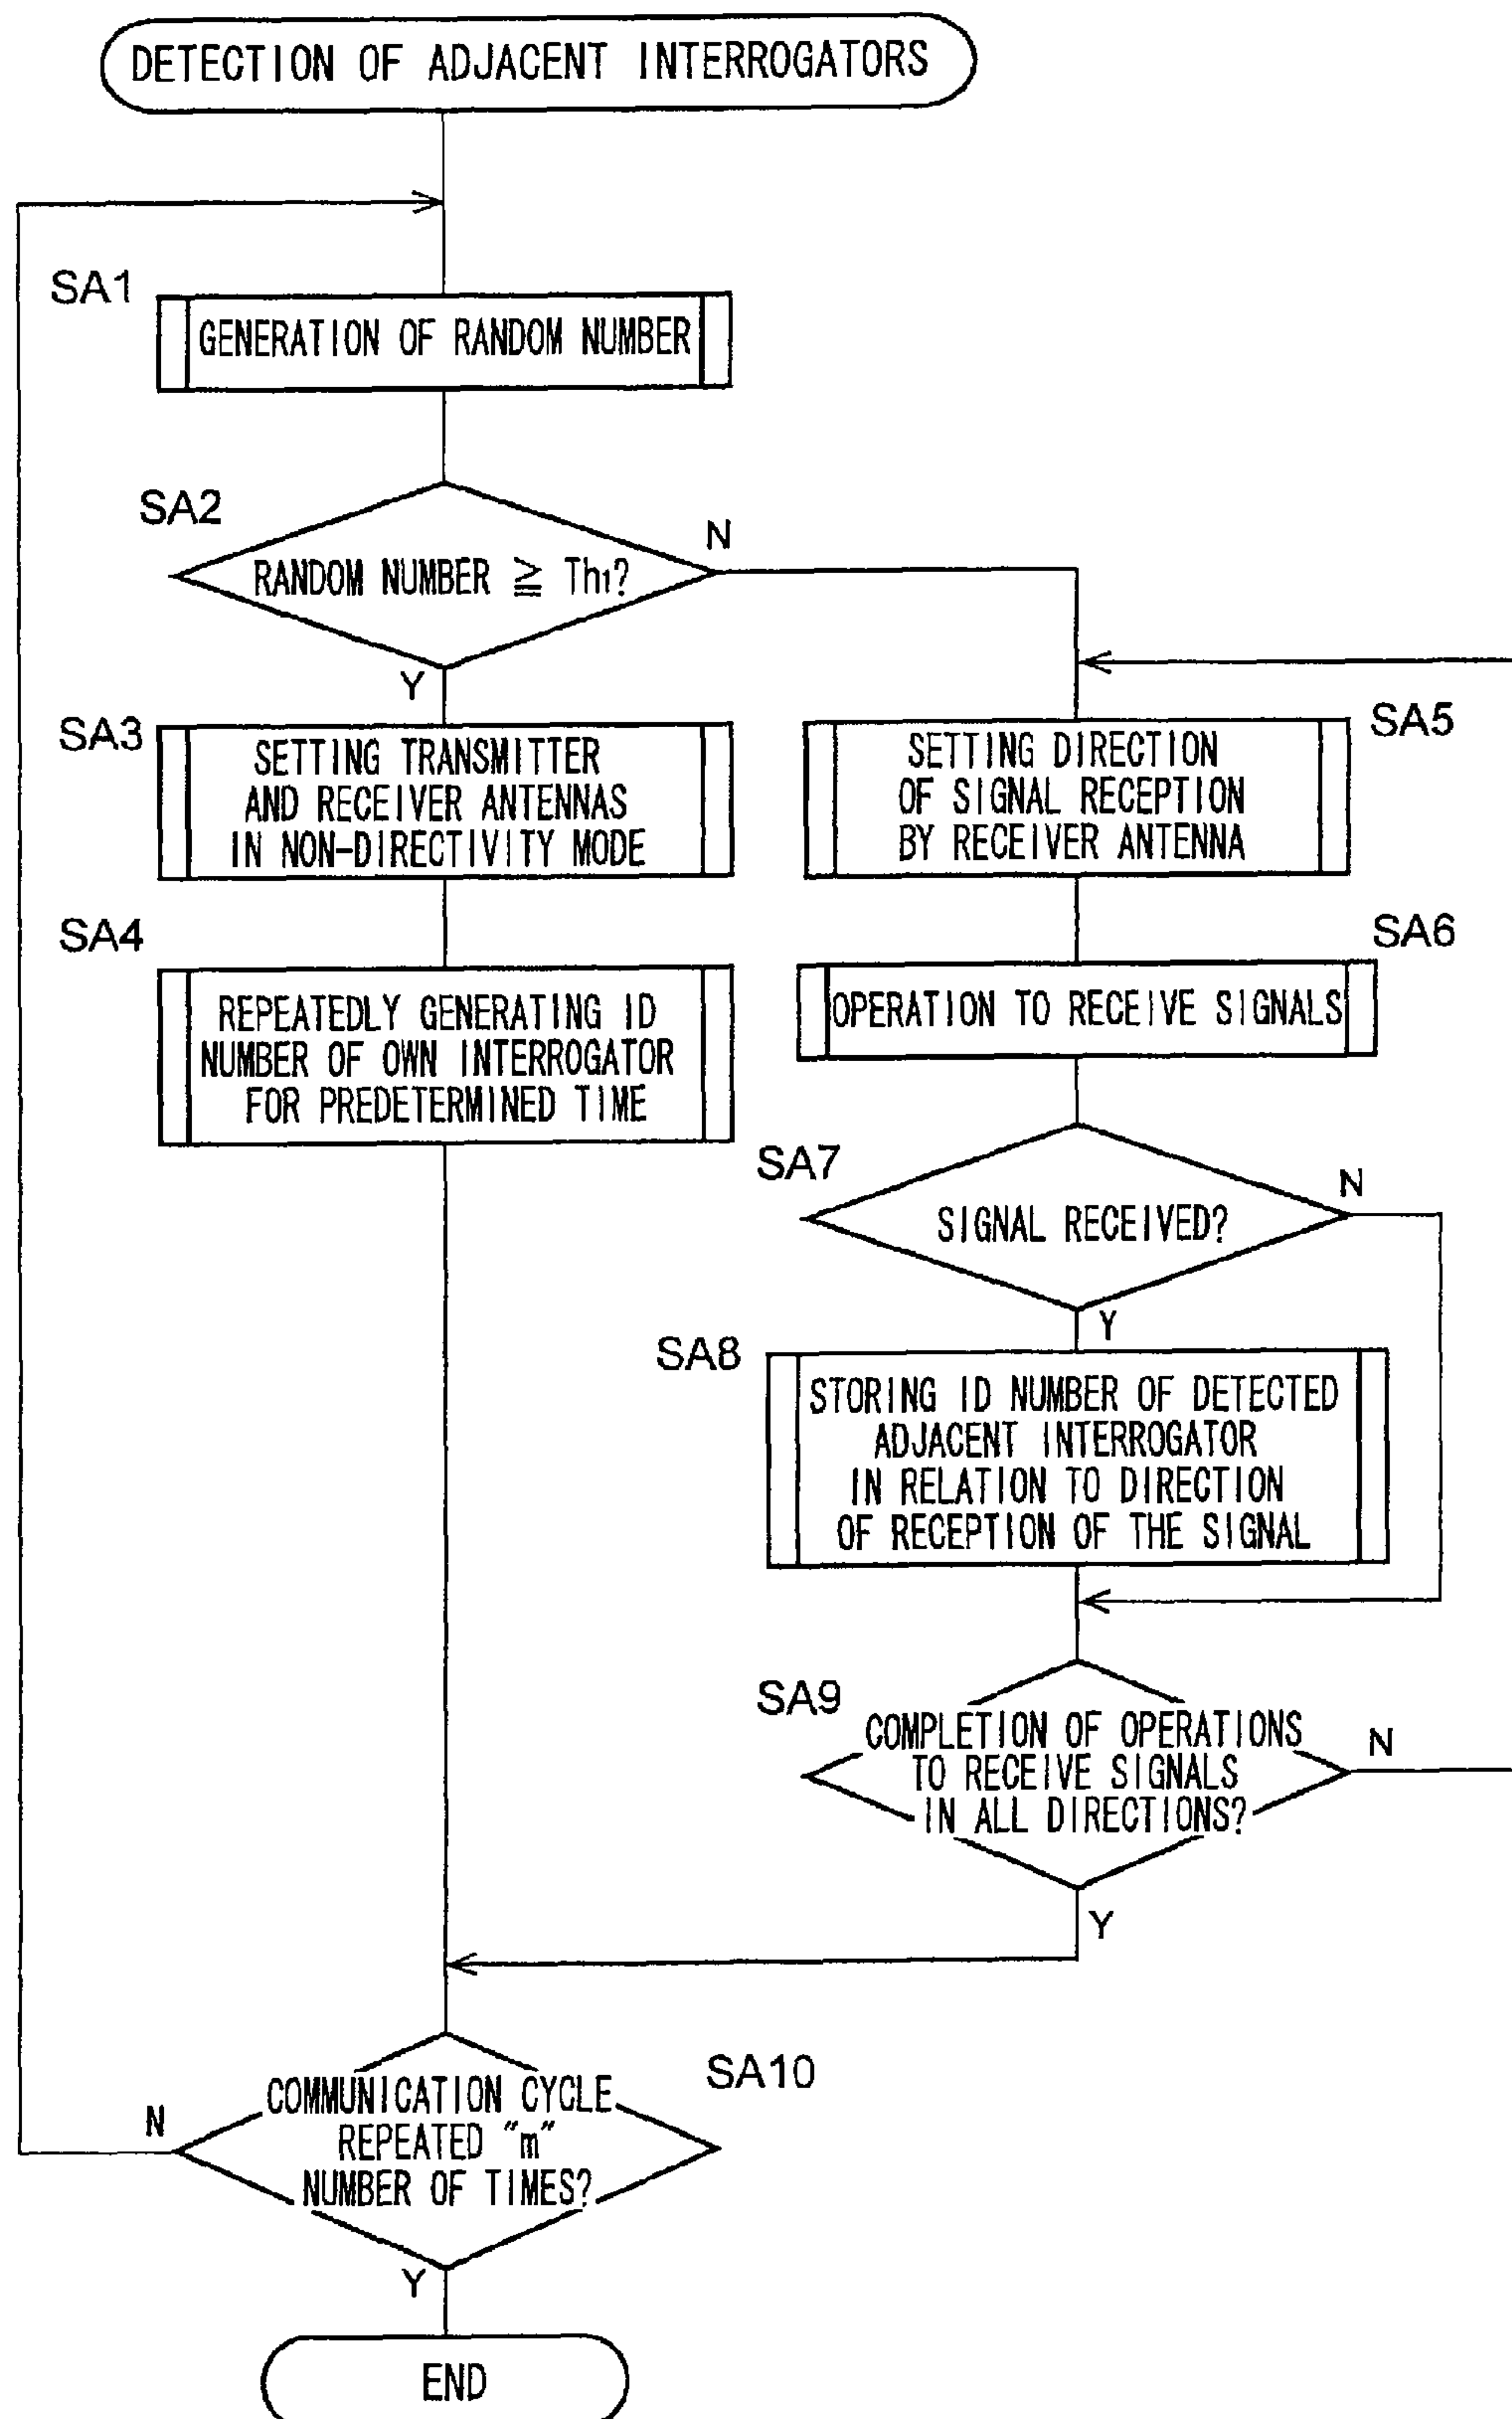 DETECTION OF ADJACENT INTERROGATORS
SA1
GENERATION OF RANDOM NUMBER
SA2
RANDOM NUMBER ≧ Th1?
N
Y
SA3
SETTING TRANSMITTER
AND RECEIVER ANTENNAS
IN NON-DIRECTIVITY MODE
SA4
REPEATEDLY GENERATING ID
NUMBER OF OWN INTERROGATOR
FOR PREDETERMINED TIME
SA5
SETTING DIRECTION
OF SIGNAL RECEPTION
BY RECEIVER ANTENNA
SA6
OPERATION TO RECEIVE SIGNALS
SA7
SIGNAL RECEIVED?
N
Y
SA8
STORING ID NUMBER OF DETECTED
ADJACENT INTERROGATOR
IN RELATION TO DIRECTION
OF RECEPTION OF THE SIGNAL
SA9
COMPLETION OF OPERATIONS
TO RECEIVE SIGNALS
IN ALL DIRECTIONS?
N
Y
SA10
COMMUNICATION CYCLE
REPEATED "m"
NUMBER OF TIMES?
N
Y
END